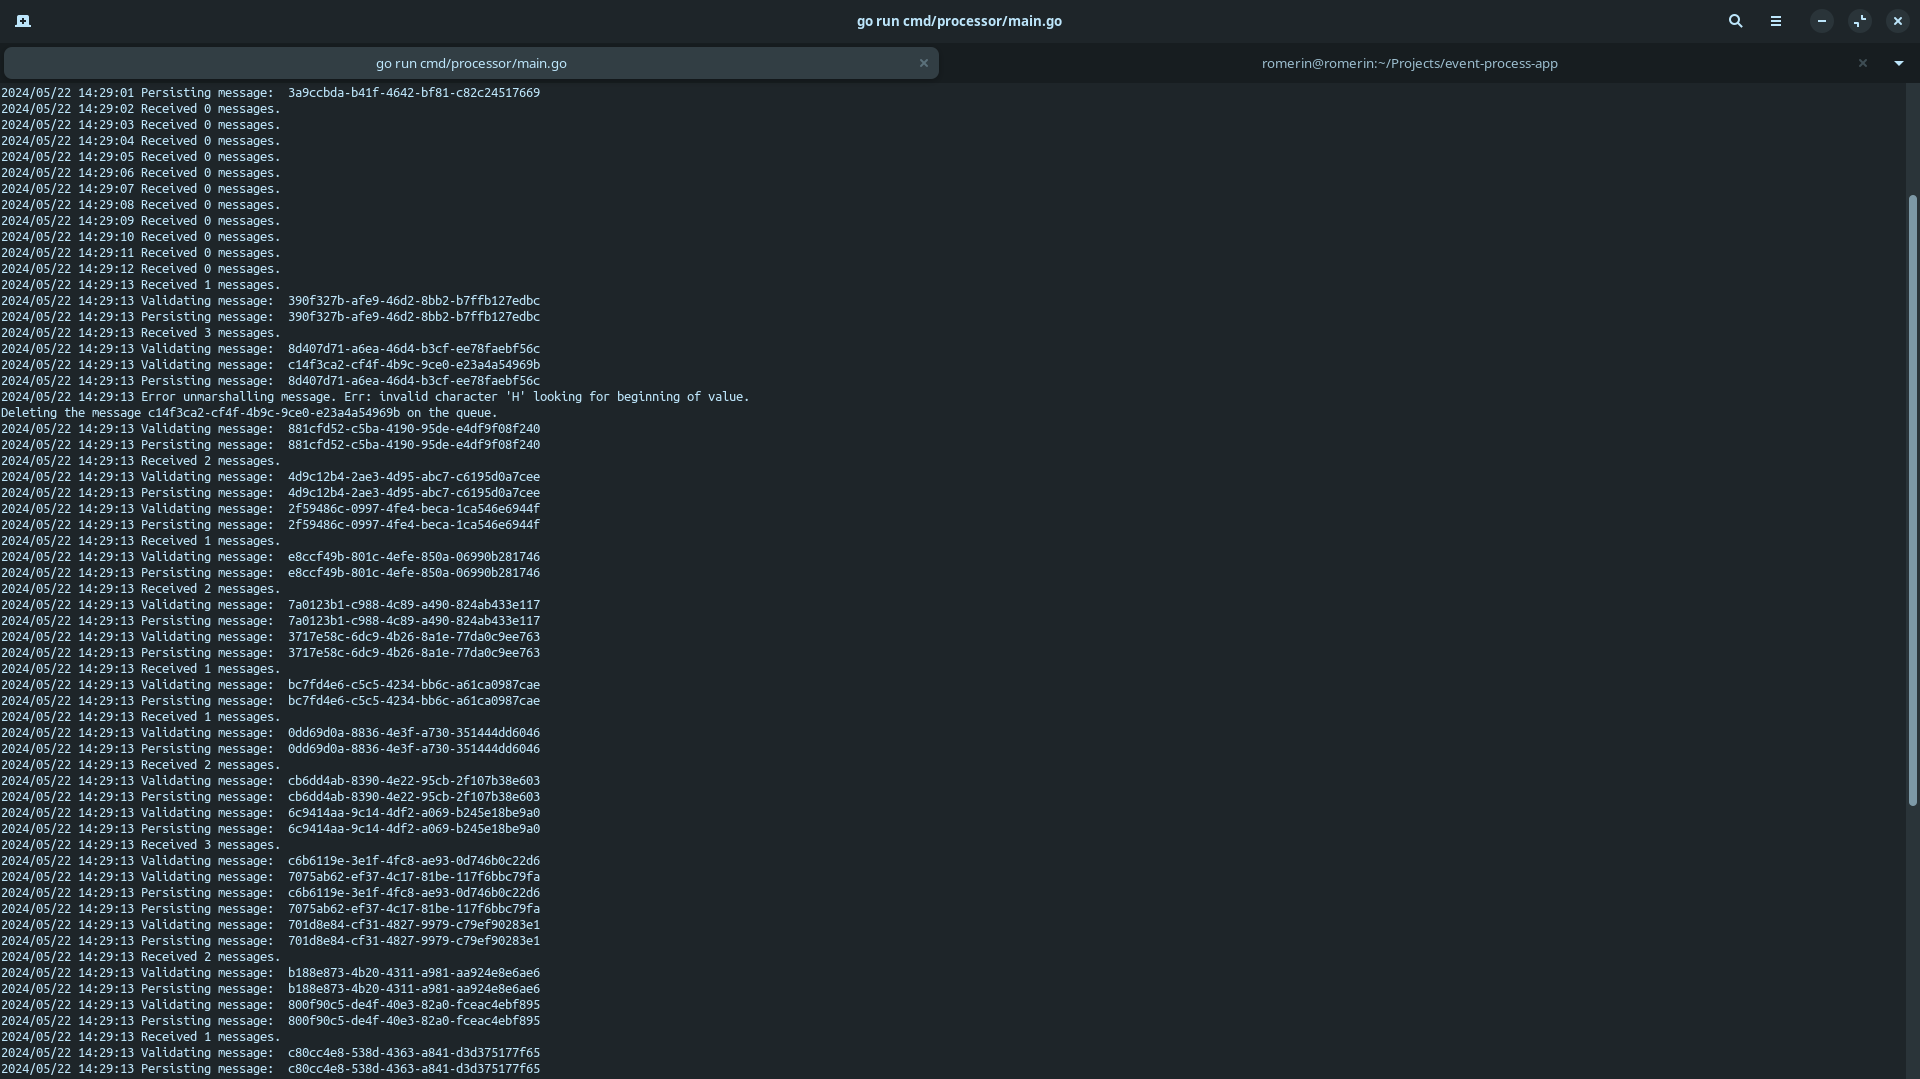 go run cmd/processor/main.go
go run cmd/processor/main.go
romerin@romerin:~/Projects/event-process-app
2024/05/22 14:29:01 Persisting message:  3a9ccbda-b41f-4642-bf81-c82c24517669
2024/05/22 14:29:02 Received 0 messages.
2024/05/22 14:29:03 Received 0 messages.
2024/05/22 14:29:04 Received 0 messages.
2024/05/22 14:29:05 Received 0 messages.
2024/05/22 14:29:06 Received 0 messages.
2024/05/22 14:29:07 Received 0 messages.
2024/05/22 14:29:08 Received 0 messages.
2024/05/22 14:29:09 Received 0 messages.
2024/05/22 14:29:10 Received 0 messages.
2024/05/22 14:29:11 Received 0 messages.
2024/05/22 14:29:12 Received 0 messages.
2024/05/22 14:29:13 Received 1 messages.
2024/05/22 14:29:13 Validating message:  390f327b-afe9-46d2-8bb2-b7ffb127edbc
2024/05/22 14:29:13 Persisting message:  390f327b-afe9-46d2-8bb2-b7ffb127edbc
2024/05/22 14:29:13 Received 3 messages.
2024/05/22 14:29:13 Validating message:  8d407d71-a6ea-46d4-b3cf-ee78faebf56c
2024/05/22 14:29:13 Validating message:  c14f3ca2-cf4f-4b9c-9ce0-e23a4a54969b
2024/05/22 14:29:13 Persisting message:  8d407d71-a6ea-46d4-b3cf-ee78faebf56c
2024/05/22 14:29:13 Error unmarshalling message. Err: invalid character 'H' looking for beginning of value.
Deleting the message c14f3ca2-cf4f-4b9c-9ce0-e23a4a54969b on the queue.
2024/05/22 14:29:13 Validating message:  881cfd52-c5ba-4190-95de-e4df9f08f240
2024/05/22 14:29:13 Persisting message:  881cfd52-c5ba-4190-95de-e4df9f08f240
2024/05/22 14:29:13 Received 2 messages.
2024/05/22 14:29:13 Validating message:  4d9c12b4-2ae3-4d95-abc7-c6195d0a7cee
2024/05/22 14:29:13 Persisting message:  4d9c12b4-2ae3-4d95-abc7-c6195d0a7cee
2024/05/22 14:29:13 Validating message:  2f59486c-0997-4fe4-beca-1ca546e6944f
2024/05/22 14:29:13 Persisting message:  2f59486c-0997-4fe4-beca-1ca546e6944f
2024/05/22 14:29:13 Received 1 messages.
2024/05/22 14:29:13 Validating message:  e8ccf49b-801c-4efe-850a-06990b281746
2024/05/22 14:29:13 Persisting message:  e8ccf49b-801c-4efe-850a-06990b281746
2024/05/22 14:29:13 Received 2 messages.
2024/05/22 14:29:13 Validating message:  7a0123b1-c988-4c89-a490-824ab433e117
2024/05/22 14:29:13 Persisting message:  7a0123b1-c988-4c89-a490-824ab433e117
2024/05/22 14:29:13 Validating message:  3717e58c-6dc9-4b26-8a1e-77da0c9ee763
2024/05/22 14:29:13 Persisting message:  3717e58c-6dc9-4b26-8a1e-77da0c9ee763
2024/05/22 14:29:13 Received 1 messages.
2024/05/22 14:29:13 Validating message:  bc7fd4e6-c5c5-4234-bb6c-a61ca0987cae
2024/05/22 14:29:13 Persisting message:  bc7fd4e6-c5c5-4234-bb6c-a61ca0987cae
2024/05/22 14:29:13 Received 1 messages.
2024/05/22 14:29:13 Validating message:  0dd69d0a-8836-4e3f-a730-351444dd6046
2024/05/22 14:29:13 Persisting message:  0dd69d0a-8836-4e3f-a730-351444dd6046
2024/05/22 14:29:13 Received 2 messages.
2024/05/22 14:29:13 Validating message:  cb6dd4ab-8390-4e22-95cb-2f107b38e603
2024/05/22 14:29:13 Persisting message:  cb6dd4ab-8390-4e22-95cb-2f107b38e603
2024/05/22 14:29:13 Validating message:  6c9414aa-9c14-4df2-a069-b245e18be9a0
2024/05/22 14:29:13 Persisting message:  6c9414aa-9c14-4df2-a069-b245e18be9a0
2024/05/22 14:29:13 Received 3 messages.
2024/05/22 14:29:13 Validating message:  c6b6119e-3e1f-4fc8-ae93-0d746b0c22d6
2024/05/22 14:29:13 Validating message:  7075ab62-ef37-4c17-81be-117f6bbc79fa
2024/05/22 14:29:13 Persisting message:  c6b6119e-3e1f-4fc8-ae93-0d746b0c22d6
2024/05/22 14:29:13 Persisting message:  7075ab62-ef37-4c17-81be-117f6bbc79fa
2024/05/22 14:29:13 Validating message:  701d8e84-cf31-4827-9979-c79ef90283e1
2024/05/22 14:29:13 Persisting message:  701d8e84-cf31-4827-9979-c79ef90283e1
2024/05/22 14:29:13 Received 2 messages.
2024/05/22 14:29:13 Validating message:  b188e873-4b20-4311-a981-aa924e8e6ae6
2024/05/22 14:29:13 Persisting message:  b188e873-4b20-4311-a981-aa924e8e6ae6
2024/05/22 14:29:13 Validating message:  800f90c5-de4f-40e3-82a0-fceac4ebf895
2024/05/22 14:29:13 Persisting message:  800f90c5-de4f-40e3-82a0-fceac4ebf895
2024/05/22 14:29:13 Received 1 messages.
2024/05/22 14:29:13 Validating message:  c80cc4e8-538d-4363-a841-d3d375177f65
2024/05/22 14:29:13 Persisting message:  c80cc4e8-538d-4363-a841-d3d375177f65